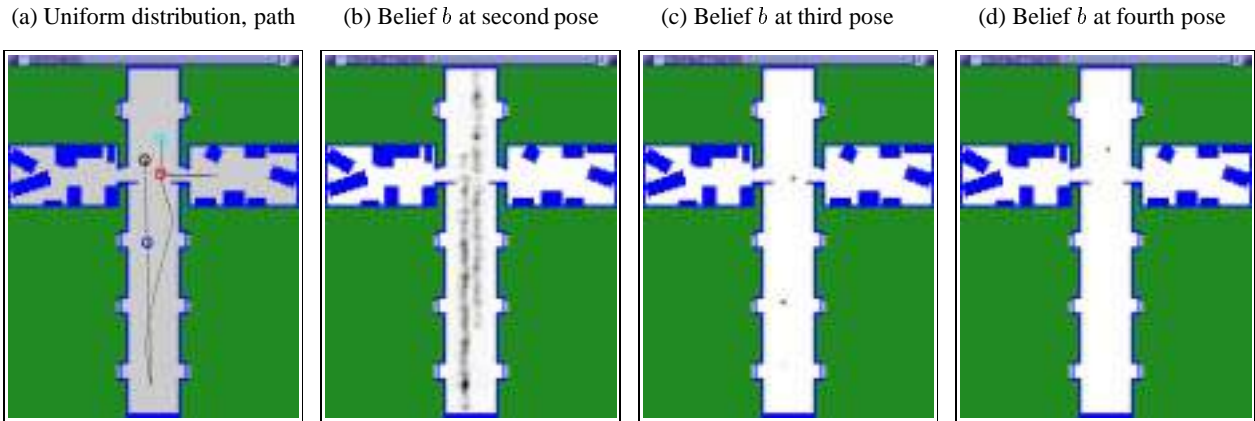 (a) Uniform distribution, path
(b) Belief b at second pose
(c) Belief b at third pose
(d) Belief b at fourth pose